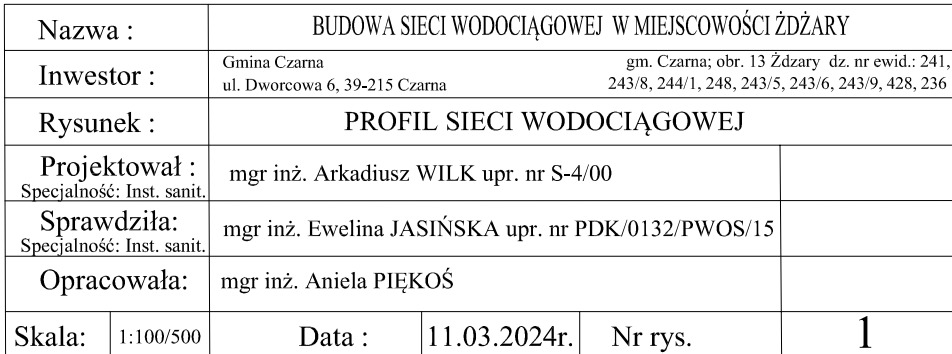 Nazwa : BUDOWA SIECI WODOCIĄGOWEJ W MIEJSCOWOŚCI ŻDŻARY
Inwestor : Gmina Czarna gm. Czarna; obr. 13 Żdzary dz. nr ewid.: 241,
ul. Dworcowa 6, 39-215 Czarna 243/8, 244/1, 248, 243/5, 243/6, 243/9, 428, 236
Rysunek : PROFIL SIECI WODOCIĄGOWEJ
Projektował : mgr inż. Arkadiusz WILK upr. nr S-4/00
Specjalność: Inst. sanit.
Sprawdziła: mgr inż. Ewelina JASIŃSKA upr. nr PDK/0132/PWOS/15
Specjalność: Inst. sanit.
Opracowała: mgr inż. Aniela PIĘKOŚ
Skala: 1:100/500 Data : 11.03.2024r. Nr rys. 1